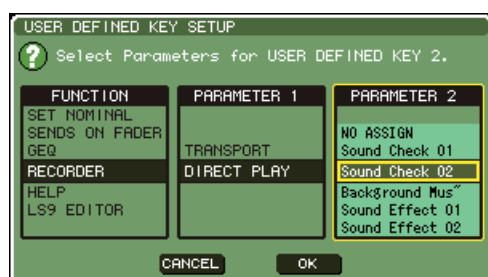 USER DEFINED KEY SETUP
? Select Parameters for USER DEFINED KEY 2.
FUNCTION
SET NOMINAL
SENDS ON FADER
GEQ
RECORDER
HELP
LS9 EDITOR
PARAMETER 1
TRANSPORT
DIRECT PLAY
PARAMETER 2
NO ASSIGN
Sound Check 01
Sound Check 02
Background Mus~
Sound Effect 01
Sound Effect 02
CANCEL
OK